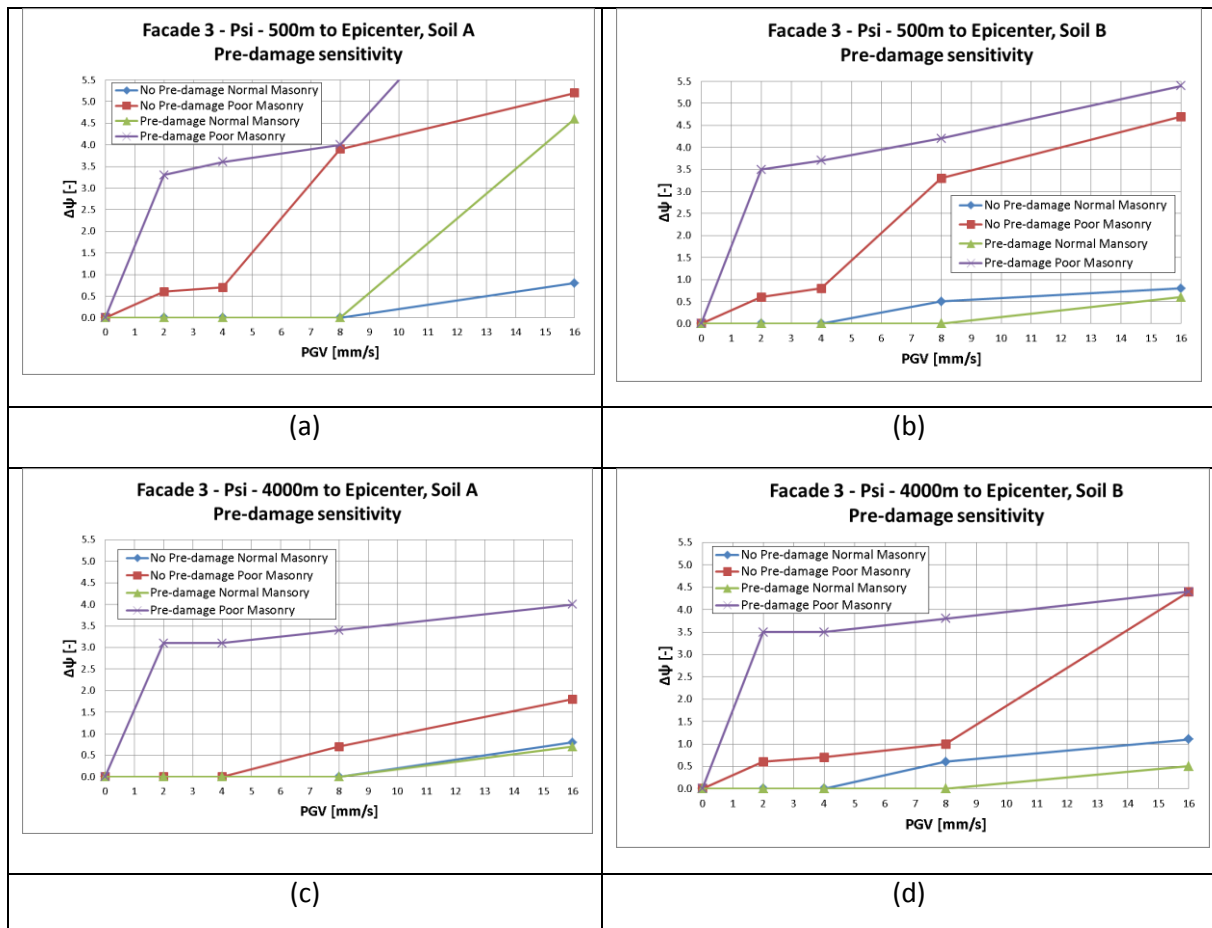 Facade 3 - Psi - 500m to Epicenter, Soil A
Pre-damage sensitivity
5.5
5.0
4.5
4.0
3.5
3.0
2.5
2.0
1.5
1.0
0.5
0.0
Δψ [-]
No Pre-damage Normal Masonry
No Pre-damage Poor Masonry
Pre-damage Normal Mansory
Pre-damage Poor Masonry
0 1 2 3 4 5 6 7 8 9 10 11 12 13 14 15 16
PGV [mm/s]
(a)
Facade 3 - Psi - 500m to Epicenter, Soil B
Pre-damage sensitivity
5.5
5.0
4.5
4.0
3.5
3.0
2.5
2.0
1.5
1.0
0.5
0.0
Δψ [-]
No Pre-damage Normal Masonry
No Pre-damage Poor Masonry
Pre-damage Normal Mansory
Pre-damage Poor Masonry
0 1 2 3 4 5 6 7 8 9 10 11 12 13 14 15 16
PGV [mm/s]
(b)
Facade 3 - Psi - 4000m to Epicenter, Soil A
Pre-damage sensitivity
5.5
5.0
4.5
4.0
3.5
3.0
2.5
2.0
1.5
1.0
0.5
0.0
Δψ [-]
No Pre-damage Normal Masonry
No Pre-damage Poor Masonry
Pre-damage Normal Mansory
Pre-damage Poor Masonry
0 1 2 3 4 5 6 7 8 9 10 11 12 13 14 15 16
PGV [mm/s]
(c)
Facade 3 - Psi - 4000m to Epicenter, Soil B
Pre-damage sensitivity
5.5
5.0
4.5
4.0
3.5
3.0
2.5
2.0
1.5
1.0
0.5
0.0
Δψ [-]
No Pre-damage Normal Masonry
No Pre-damage Poor Masonry
Pre-damage Normal Mansory
Pre-damage Poor Masonry
0 1 2 3 4 5 6 7 8 9 10 11 12 13 14 15 16
PGV [mm/s]
(d)